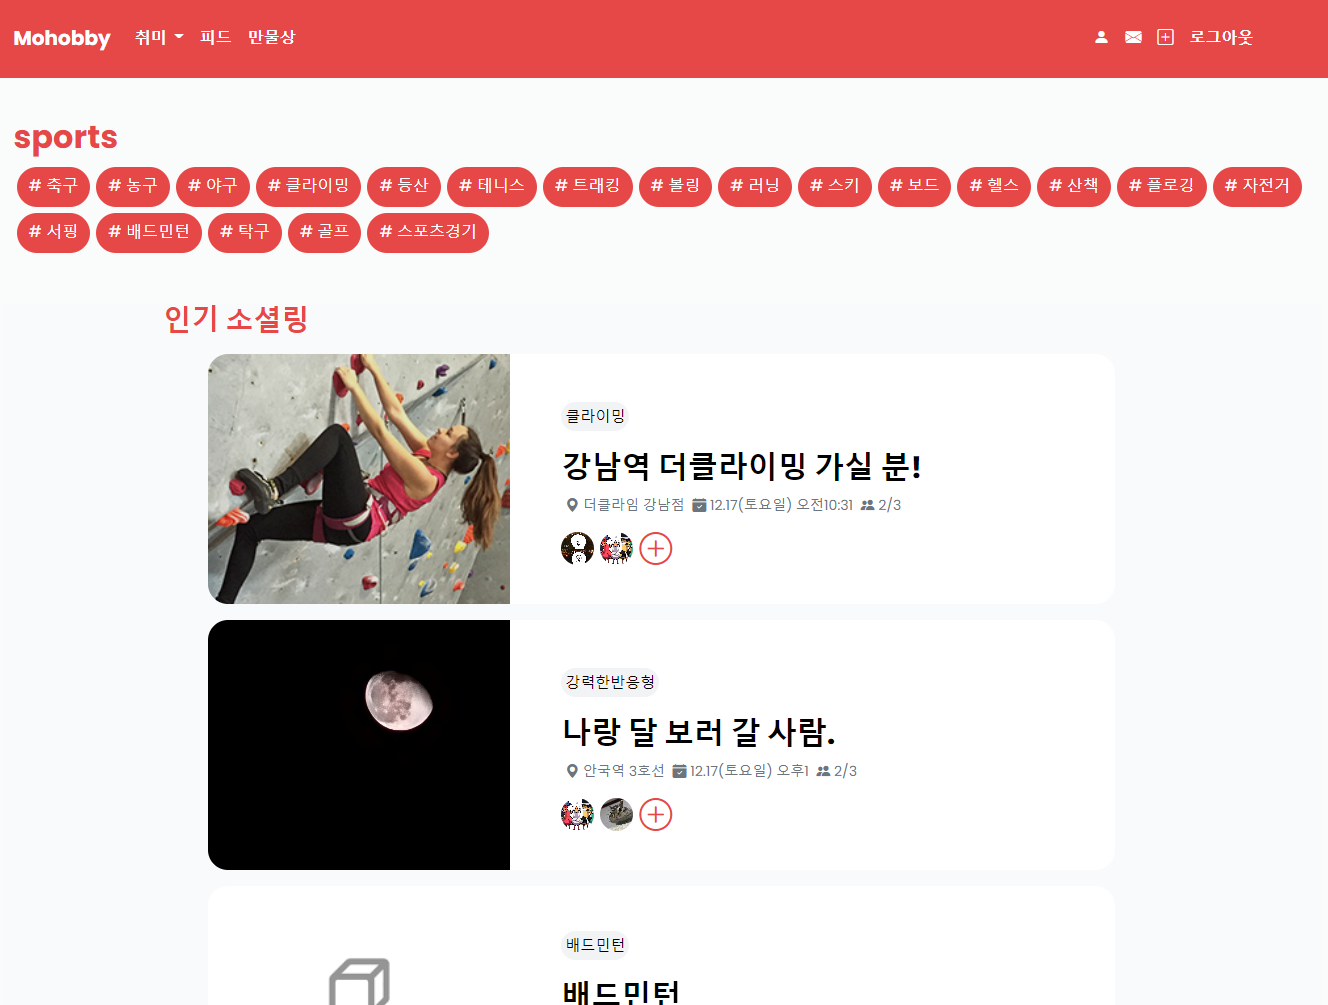 Mohobby 취미 피드 만물상 로그아웃
sports
# 축구 # 농구 # 야구 # 클라이밍 # 등산 # 테니스 # 트래킹 # 볼링 # 러닝 # 스키 # 보드 # 헬스 # 산책 # 플로깅 # 자전거
# 서핑 # 배드민턴 # 탁구 # 골프 # 스포츠경기
인기 소셜링
클라이밍
강남역 더클라이밍 가실 분!
더클라임 강남점 12.17(토요일) 오전10:31 2/3
강력한반응형
나랑 달 보러 갈 사람.
안국역 3호선 12.17(토요일) 오후1 2/3
배드민턴
배드민턴